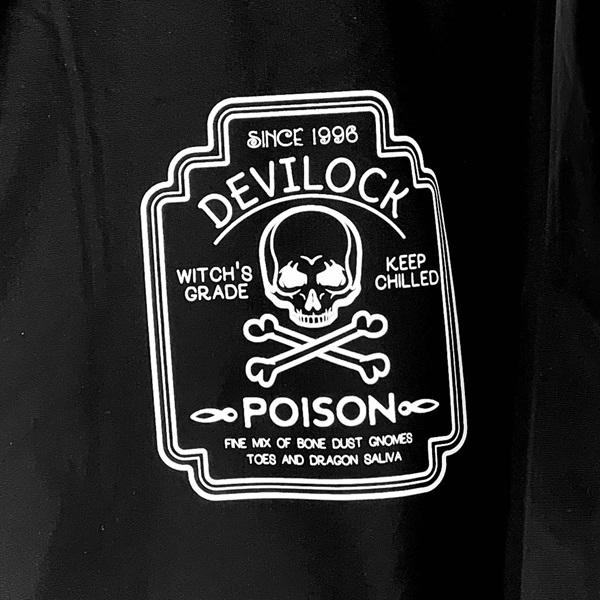 SINCE 1996
DEVILOCK
WITCH'S
GRADE
KEEP
CHILLED
POISON
FINE MIX OF BONE DUST GNOMES
TOES AND DRAGON SALIVA